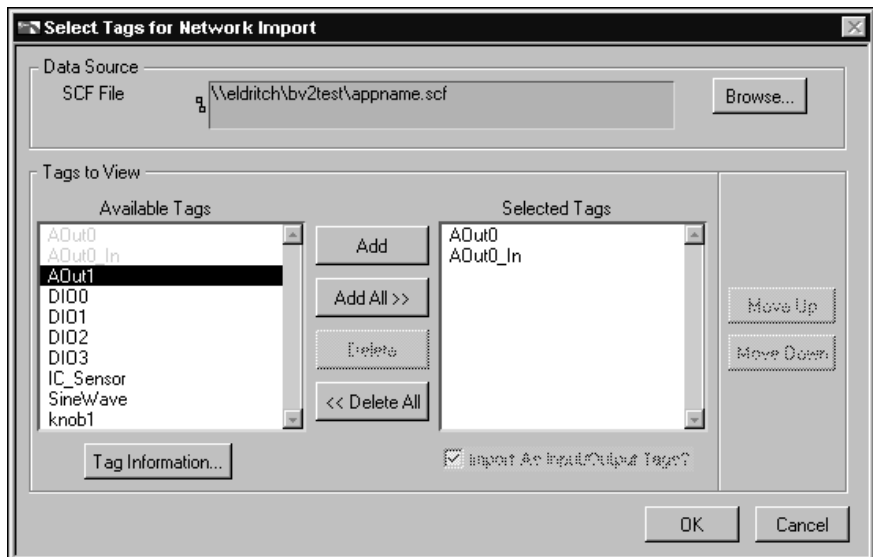 Select Tags for Network Import
Data Source
SCF File
\\eldritch\bv2test\appname.scf
Browse...
Tags to View
Available Tags
AOut0
AOut0_In
AOut1
DIO0
DIO1
DIO2
DIO3
IC_Sensor
SineWave
knob1
Add
Add All >>
Delete
<< Delete All
Selected Tags
AOut0
AOut0_In
Move Up
Move Down
Tag Information...
Import As Input/Output Tags?
OK
Cancel